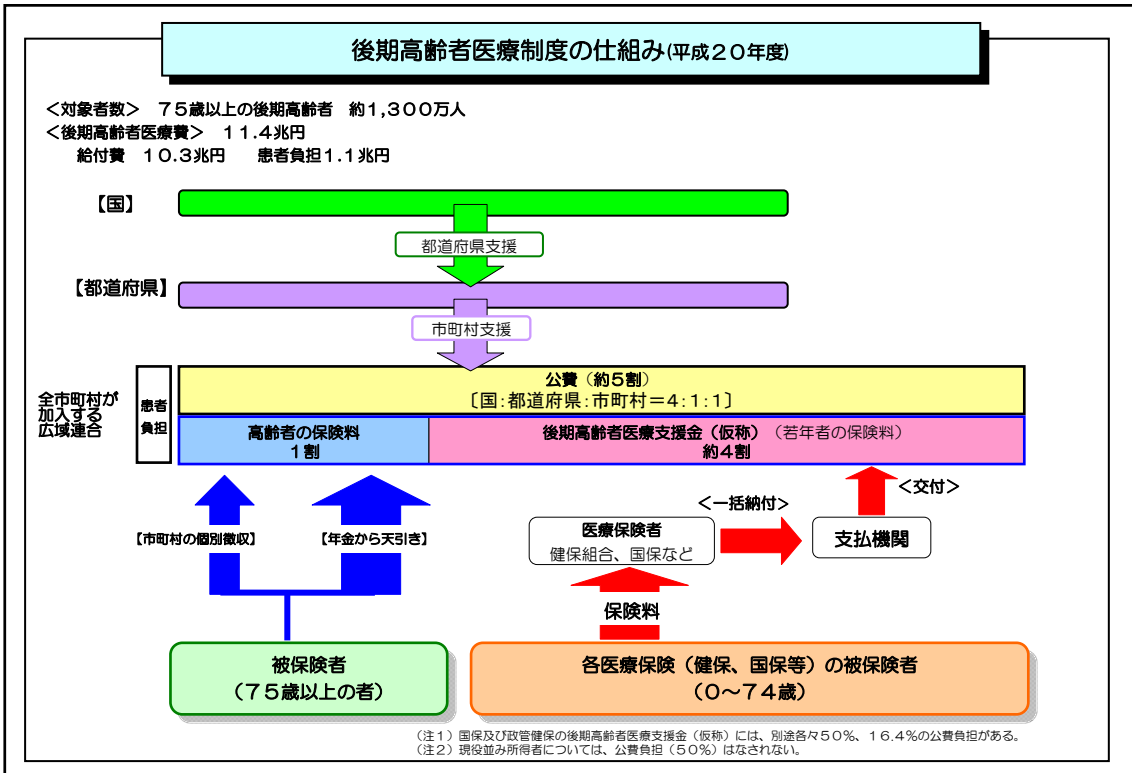 後期高齢者医療制度の仕組み(平成20年度)
＜対象者数＞　75歳以上の後期高齢者　約1,300万人
＜後期高齢者医療費＞　11.4兆円
給付費　10.3兆円　　患者負担1.1兆円
【国】
都道府県支援
【都道府県】
市町村支援
全市町村が
加入する
広域連合
患者
負担
公費（約5割）
〔国:都道府県:市町村＝4:1:1〕
高齢者の保険料
1割
後期高齢者医療支援金（仮称）（若年者の保険料）
約4割
＜交付＞
＜一括納付＞
【市町村の個別徴収】
【年金から天引き】
医療保険者
健保組合、国保など
支払機関
保険料
被保険者
（75歳以上の者）
各医療保険（健保、国保等）の被保険者
（0～74歳）
（注1）国保及び政管健保の後期高齢者医療支援金（仮称）には、別途各々50％、16.4％の公費負担がある。
（注2）現役並み所得者については、公費負担（50％）はなされない。